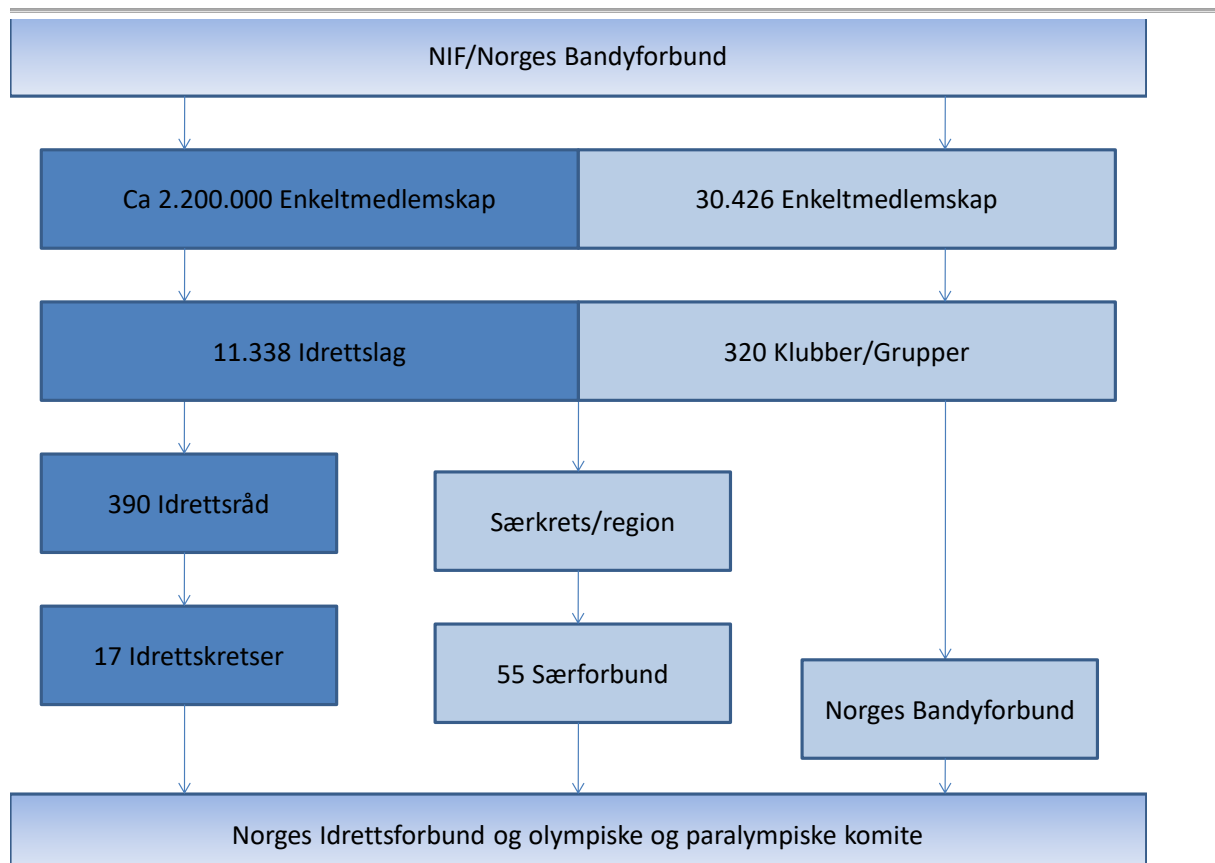 NIF/Norges Bandyforbund
Ca 2.200.000 Enkeltmedlemskap
30.426 Enkeltmedlemskap
11.338 Idrettslag
320 Klubber/Grupper
390 Idrettsråd
Særkrets/region
17 Idrettskretser
55 Særforbund
Norges Bandyforbund
Norges Idrettsforbund og olympiske og paralympiske komite